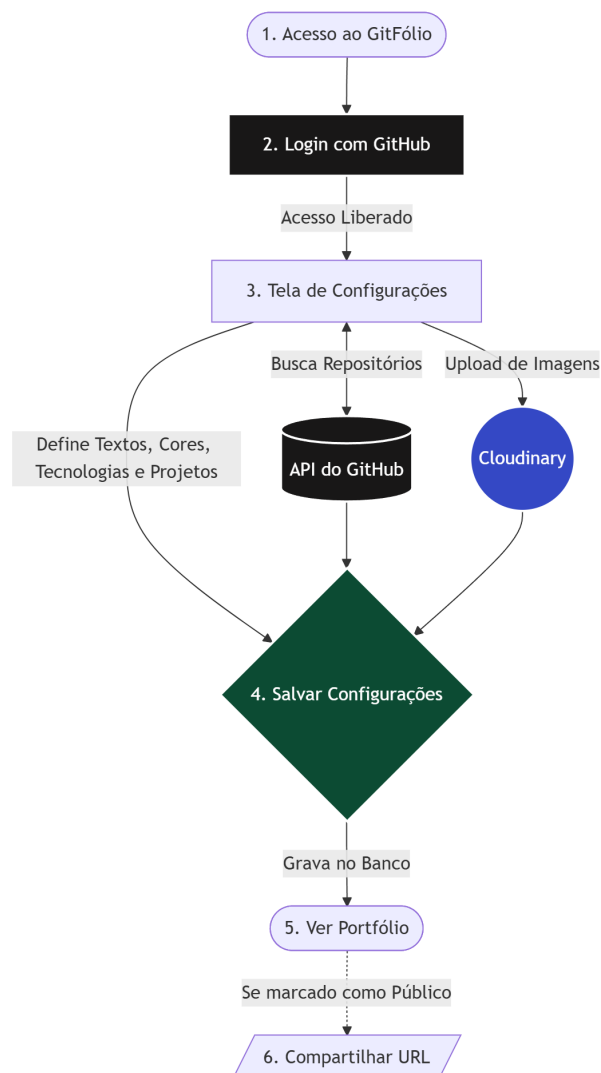 1. Acesso ao GitFólio
2. Login com GitHub
Acesso Liberado
3. Tela de Configurações
Busca Repositórios
Upload de Imagens
Define Textos, Cores,
Tecnologias e Projetos
API do GitHub
Cloudinary
4. Salvar Configurações
Grava no Banco
5. Ver Portfólio
Se marcado como Público
6. Compartilhar URL